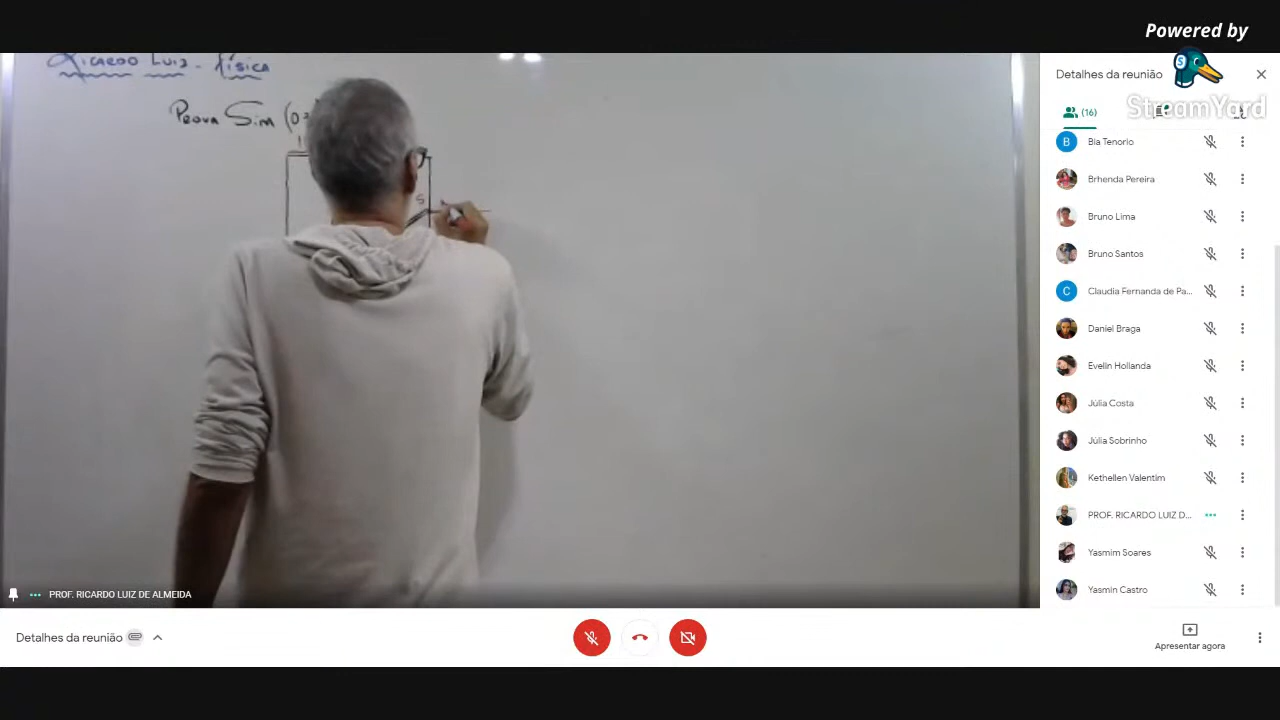 Powered by
StreamYard
Ricardo Luiz - Física
Prova Sim (03
S
Detalhes da reunião
(16)
B Bia Tenorio
Brhenda Pereira
Bruno Lima
Bruno Santos
C Claudia Fernanda de Pa...
Daniel Braga
Evelin Hollanda
Júlia Costa
Júlia Sobrinho
Kethellen Valentim
PROF. RICARDO LUIZ D...
Yasmim Soares
Yasmin Castro
PROF. RICARDO LUIZ DE ALMEIDA
Detalhes da reunião
Apresentar agora